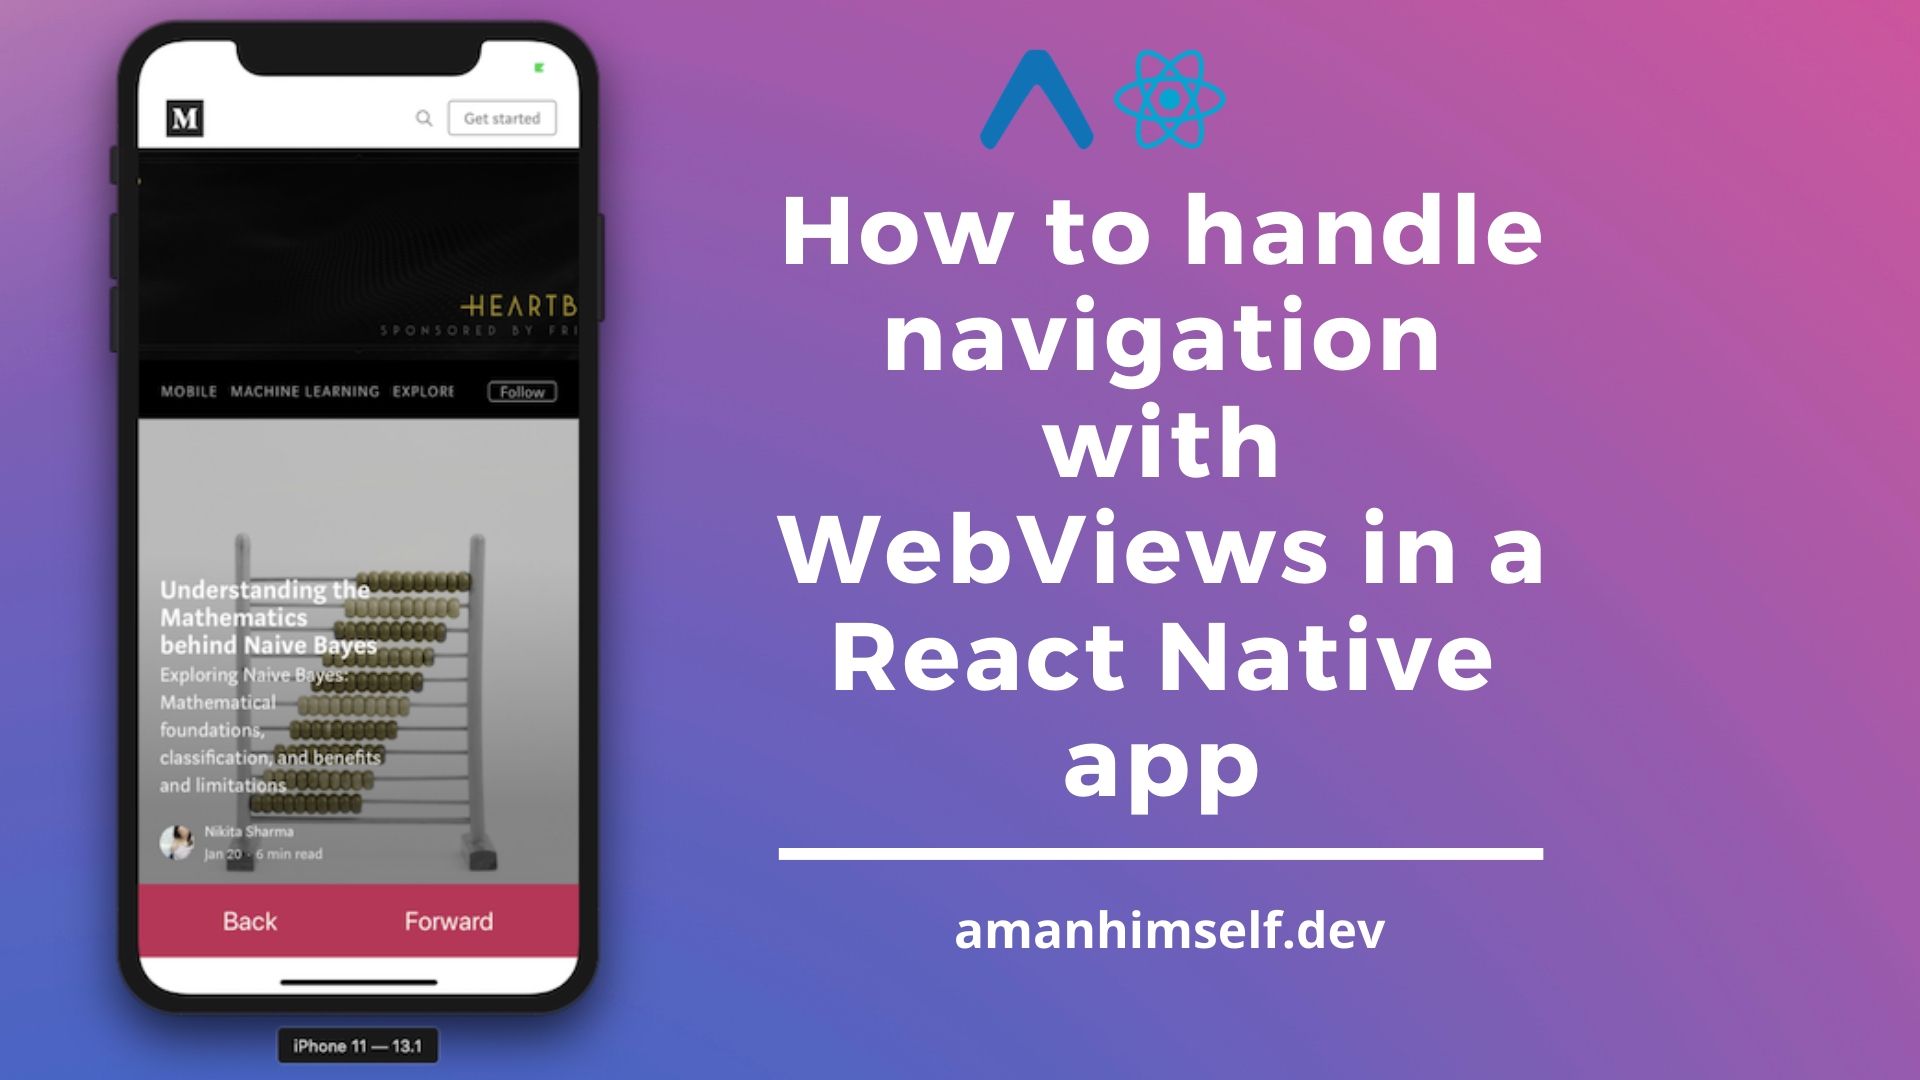 M
Get started
HEARTB
SPONSORED BY FRI
MOBILE MACHINE LEARNING EXPLORE Follow
Understanding the
Mathematics
behind Naive Bayes
Exploring Naive Bayes:
Mathematical
foundations,
classification, and benefits
and limitations
Nikita Sharma
Jan 20 · 6 min read
Back Forward
iPhone 11 — 13.1
How to handle
navigation
with
WebViews in a
React Native
app
amanhimself.dev